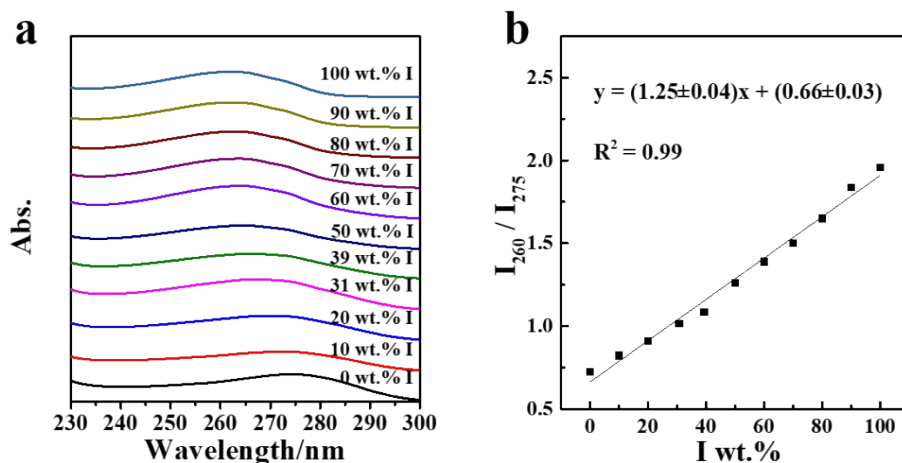 a
100 wt.% I
90 wt.% I
80 wt.% I
70 wt.% I
60 wt.% I
50 wt.% I
39 wt.% I
31 wt.% I
20 wt.% I
10 wt.% I
0 wt.% I
Abs.
230 240 250 260 270 280 290 300
Wavelength/nm
b
y = (1.25±0.04)x + (0.66±0.03)
R² = 0.99
2.5
2.0
1.5
1.0
0.5
I₂₆₀ / I₂₇₅
0 20 40 60 80 100
I wt.%